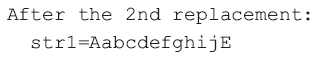 After the 2nd replacement:
str1=AabcdefghijE